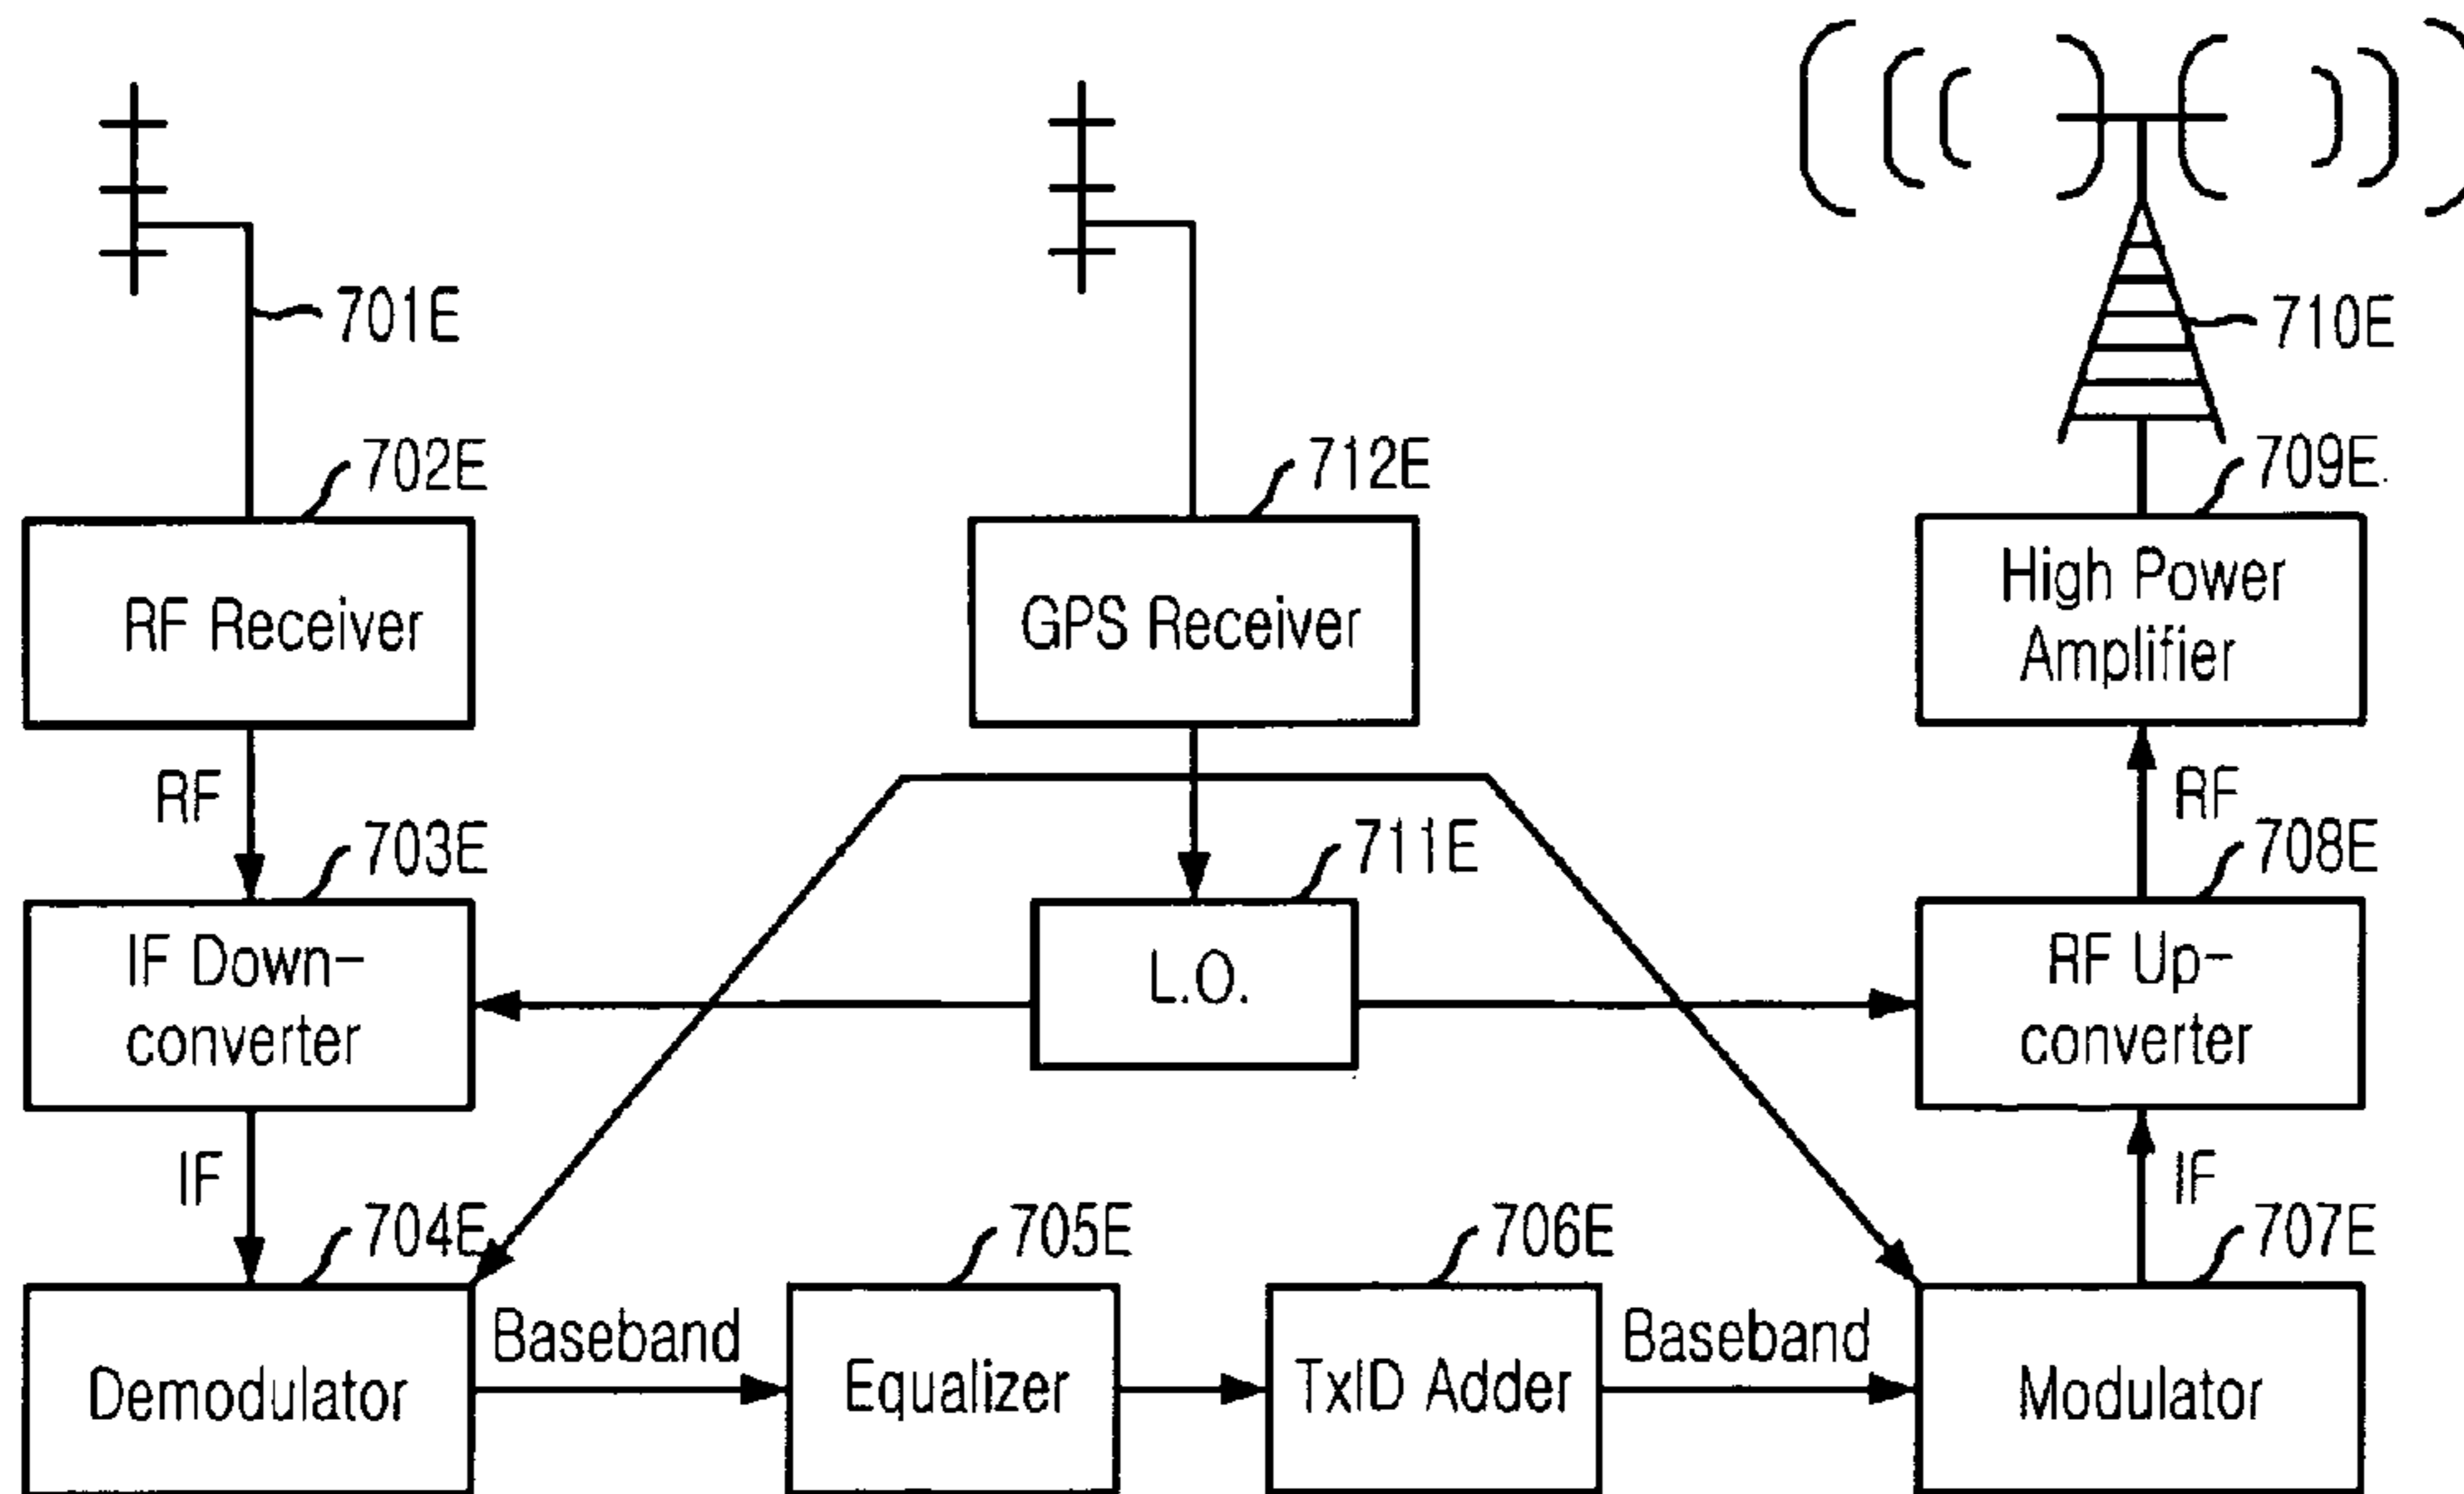 701E
710E
702E
712E
709E
RF Receiver
GPS Receiver
High Power
Amplifier
RF
RF
703E
711E
708E
IF Down-
converter
L.O.
RF Up-
converter
IF
IF
704E
705E
706E
707E
Demodulator
Baseband
Equalizer
TxID Adder
Baseband
Modulator